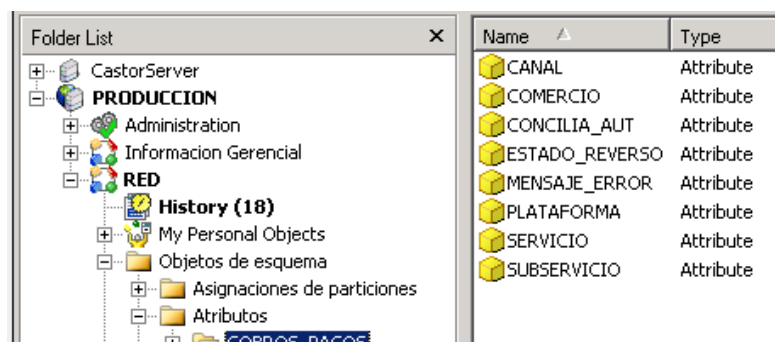 Folder List
CastorServer
PRODUCCION
Administration
Informacion Gerencial
RED
History (18)
My Personal Objects
Objetos de esquema
Asignaciones de particiones
Atributos
COBROS_PAGOS
Name Type
CANAL Attribute
COMERCIO Attribute
CONCILIA_AUT Attribute
ESTADO_REVERSO Attribute
MENSAJE_ERROR Attribute
PLATAFORMA Attribute
SERVICIO Attribute
SUBSERVICIO Attribute